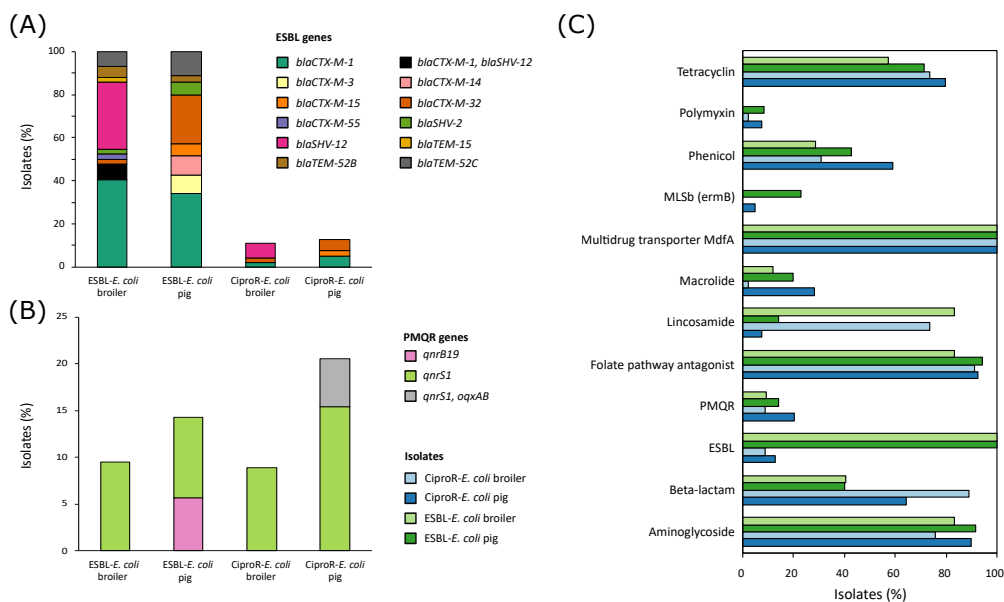 (A)
ESBL genes
blaCTX-M-1
blaCTX-M-1, blaSHV-12
blaCTX-M-3
blaCTX-M-14
blaCTX-M-15
blaCTX-M-32
blaCTX-M-55
blaSHV-2
blaSHV-12
blaTEM-15
blaTEM-52B
blaTEM-52C
Isolates (%)
100
80
60
40
20
0
ESBL-E. coli
broiler
ESBL-E. coli
pig
CiproR-E. coli
broiler
CiproR-E. coli
pig
(B)
PMQR genes
qnrB19
qnrS1
qnrS1, oqxAB
Isolates (%)
25
20
15
10
5
0
ESBL-E. coli
broiler
ESBL-E. coli
pig
CiproR-E. coli
broiler
CiproR-E. coli
pig
Isolates
CiproR-E. coli broiler
CiproR-E. coli pig
ESBL-E. coli broiler
ESBL-E. coli pig
(C)
Tetracyclin
Polymyxin
Phenicol
MLSb (ermB)
Multidrug transporter MdfA
Macrolide
Lincosamide
Folate pathway antagonist
PMQR
ESBL
Beta-lactam
Aminoglycoside
0 20 40 60 80 100
Isolates (%)